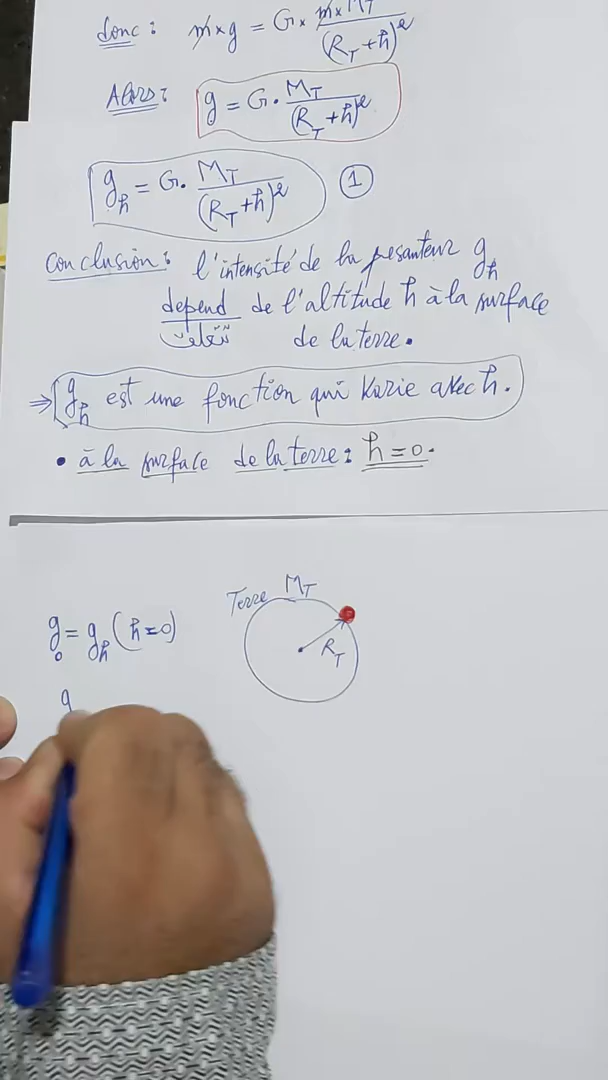 donc : m×g = G× m×M_T/(R_T+h)²
Alors : g = G· M_T/(R_T+h)²
g_h = G· M_T/(R_T+h)² ①
Conclusion : l'intensité de la pesanteur g_h
depend de l'altitude h à la surface
تتعلق de la terre.
⇒ g_h est une fonction qui varie avec h.
• à la surface de la terre : h=0.
Terre M_T
g_0 = g_h (h=0)
R_T
g